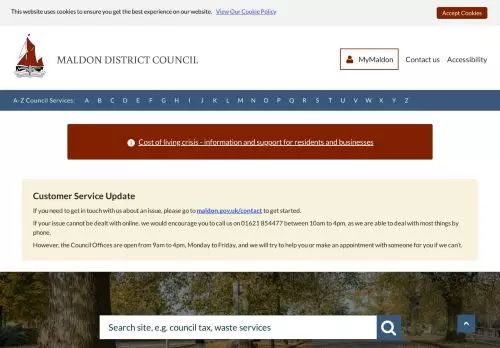 This website uses cookies to ensure you get the best experience on our website. View Our Cookie Policy Accept Cookies
MALDON DISTRICT COUNCIL MyMaldon Contact us Accessibility
A-Z Council Services: A B C D E F G H I J K L M N O P Q R S T U V W X Y Z
Cost of living crisis - information and support for residents and businesses
Customer Service Update
If you need to get in touch with us about an issue, please go to maldon.gov.uk/contact to get started.
If your issue cannot be dealt with online, we would encourage you to call us on 01621 854477 between 10am to 4pm, as we are able to deal with most things by
phone.
However, the Council Offices are open from 9am to 4pm, Monday to Friday, and we will try to help you or make an appointment with someone for you if we can't.
Search site, e.g. council tax, waste services